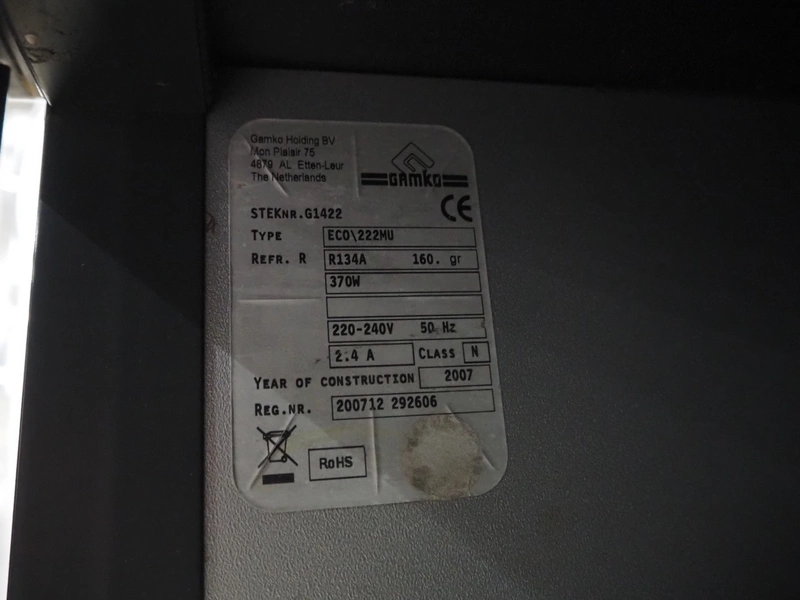 Gamko Holding BV
Mon Plaisir 75
4879 AL Etten-Leur
The Netherlands
GAMKO
CE
STEKNR.G1422
TYPE ECO\222MU
REFR. R R134A 160. gr
370W
220-240V 50 Hz
2.4 A CLASS N
YEAR OF CONSTRUCTION 2007
REG.NR. 200712 292606
RoHS